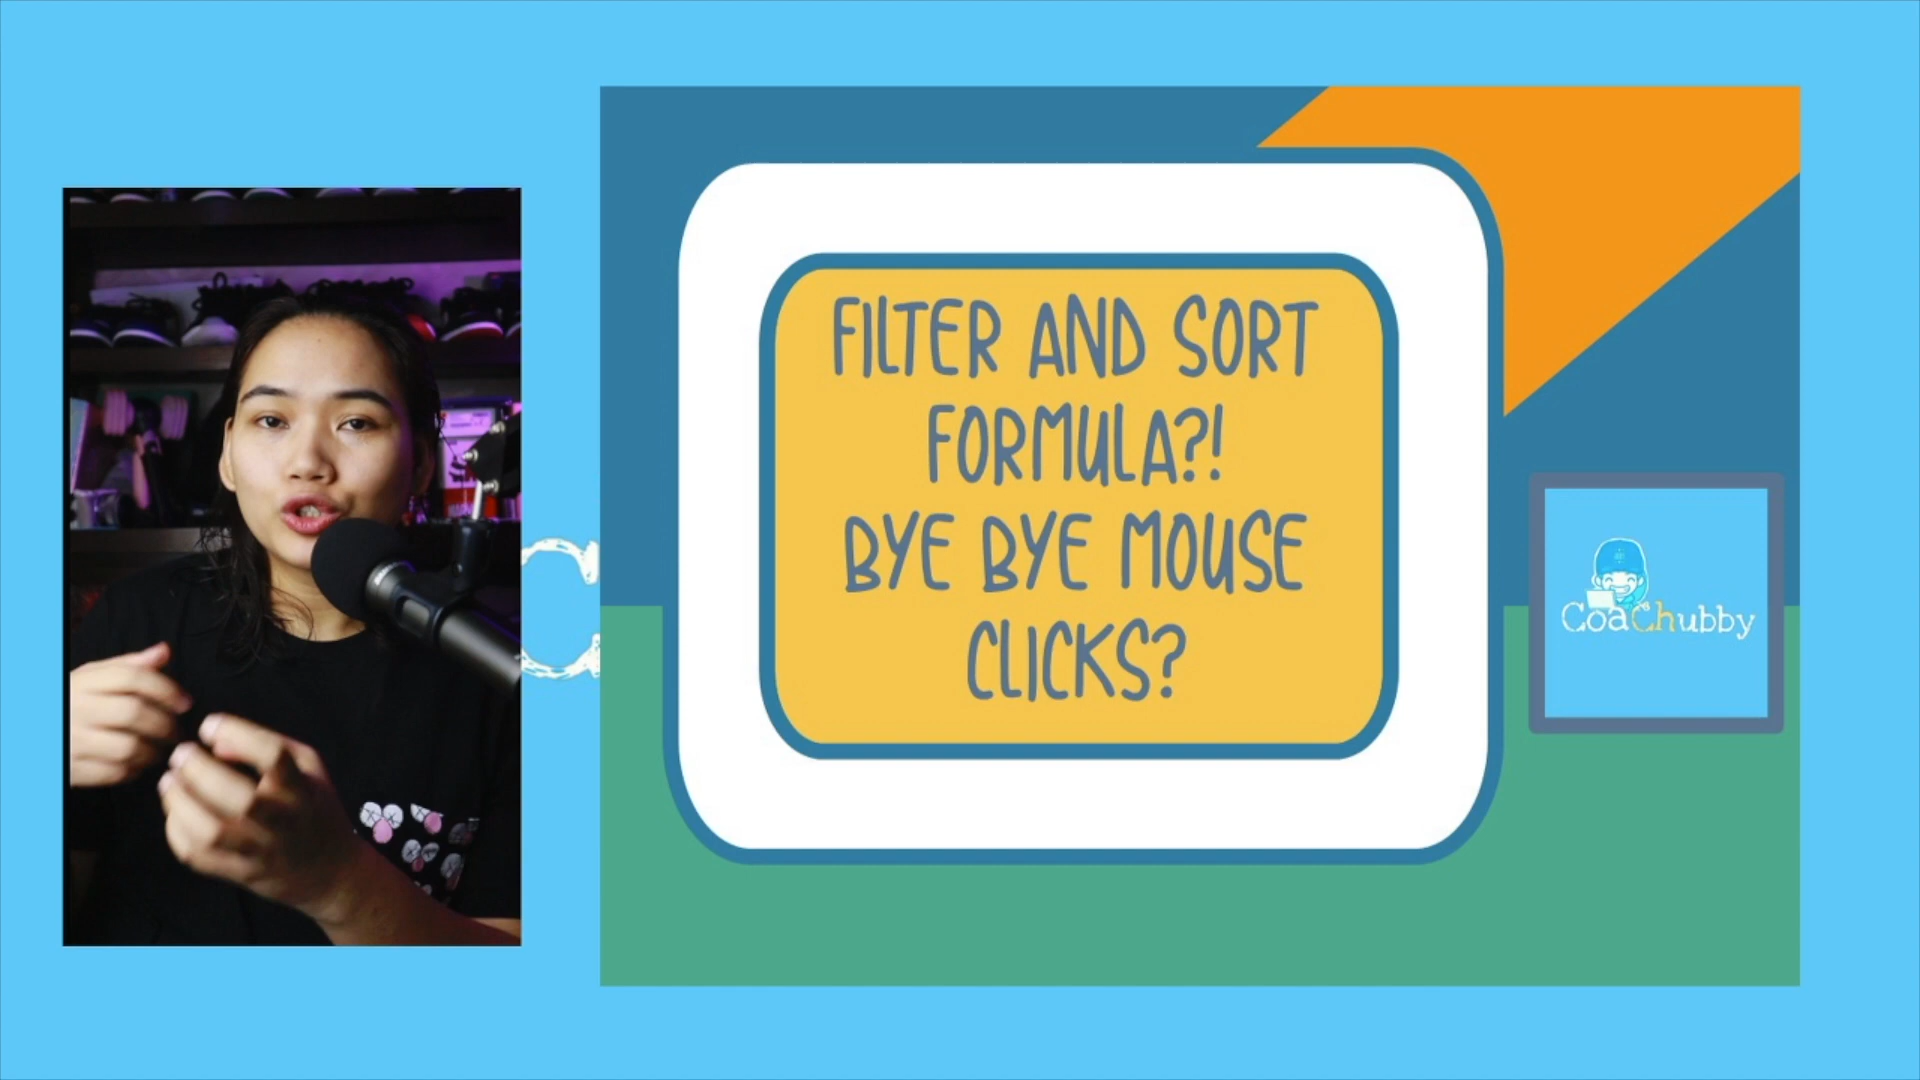 FILTER AND SORT
FORMULA?!
BYE BYE MOUSE
CLICKS?
CoaChubby
C